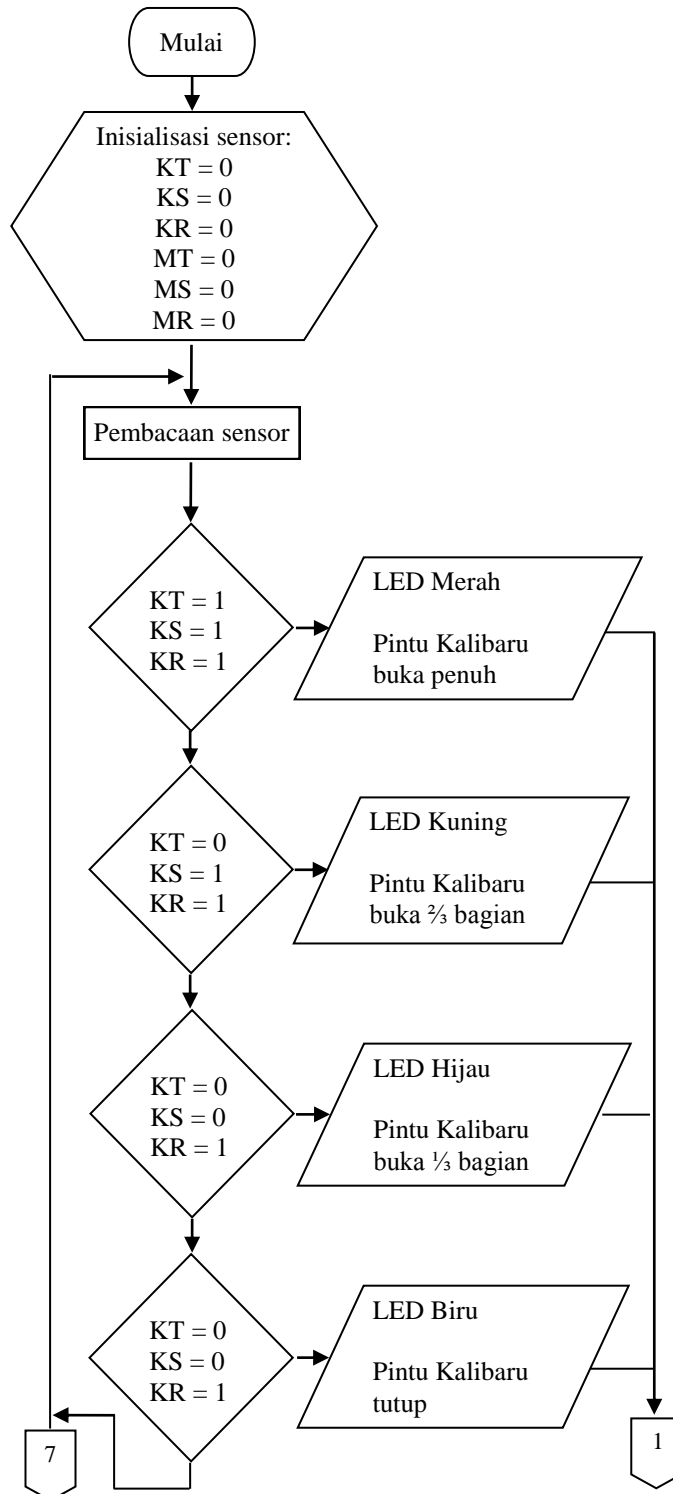 Mulai
Inisialisasi sensor:
KT = 0
KS = 0
KR = 0
MT = 0
MS = 0
MR = 0
Pembacaan sensor
KT = 1
KS = 1
KR = 1
LED Merah
Pintu Kalibaru
buka penuh
KT = 0
KS = 1
KR = 1
LED Kuning
Pintu Kalibaru
buka ⅔ bagian
KT = 0
KS = 0
KR = 1
LED Hijau
Pintu Kalibaru
buka ⅓ bagian
KT = 0
KS = 0
KR = 1
LED Biru
Pintu Kalibaru
tutup
7
1